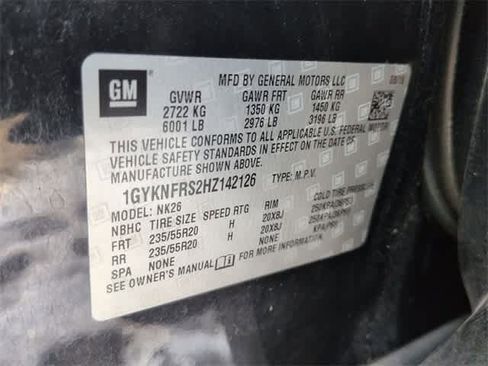 GM
MFD BY GENERAL MOTORS LLC
GVWR GAWR FRT GAWR RR
2722 KG 1350 KG 1450 KG
6001 LB 2976 LB 3196 LB
THIS VEHICLE CONFORMS TO ALL APPLICABLE U.S. FEDERAL MOTOR
VEHICLE SAFETY STANDARDS IN EFFECT ON THE DATE OF
MANUFACTURE SHOWN ABOVE.
1GYKNFRS2HZ142126 TYPE: M.P.V.
MODEL: NK26
NBHC TIRE SIZE SPEED RTG RIM COLD TIRE
FRT 235/55R20 H 20X8J
RR 235/55R20 H 20X8J
SPA NONE NONE
SEE OWNER'S MANUAL FOR MORE INFORMATION.